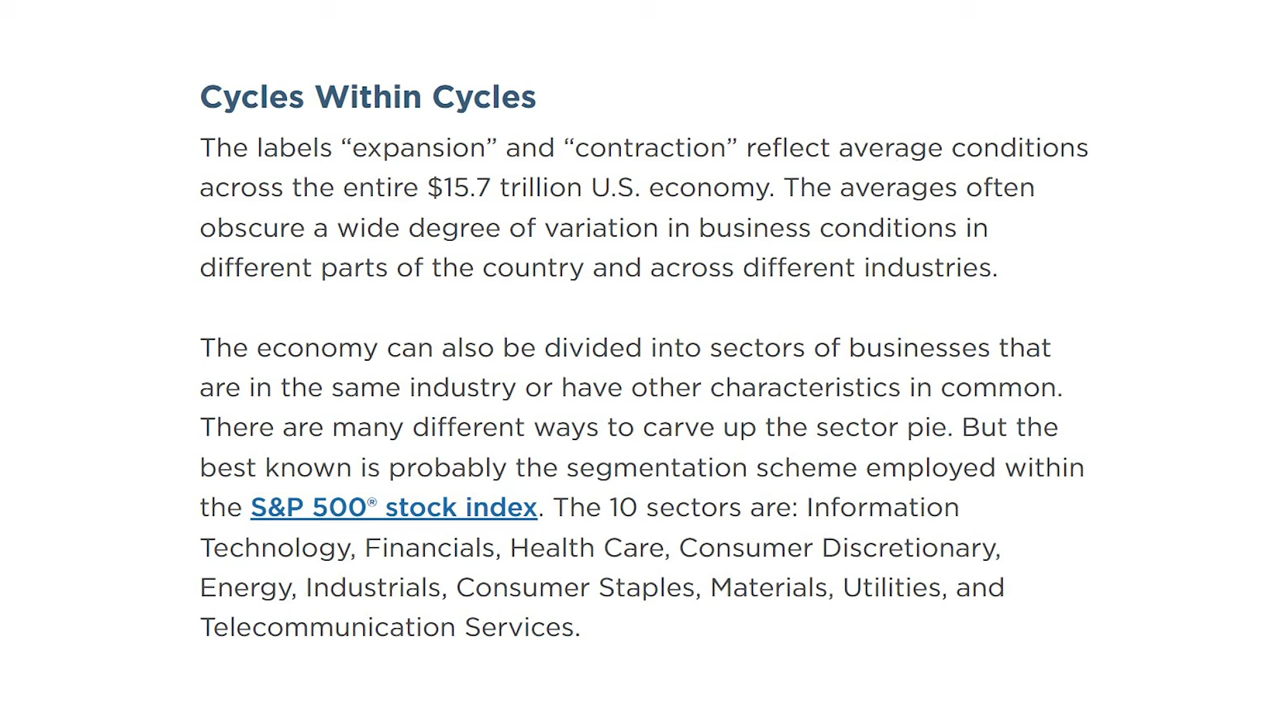 Cycles Within Cycles
The labels “expansion” and “contraction” reflect average conditions
across the entire $15.7 trillion U.S. economy. The averages often
obscure a wide degree of variation in business conditions in
different parts of the country and across different industries.
The economy can also be divided into sectors of businesses that
are in the same industry or have other characteristics in common.
There are many different ways to carve up the sector pie. But the
best known is probably the segmentation scheme employed within
the S&P 500® stock index. The 10 sectors are: Information
Technology, Financials, Health Care, Consumer Discretionary,
Energy, Industrials, Consumer Staples, Materials, Utilities, and
Telecommunication Services.